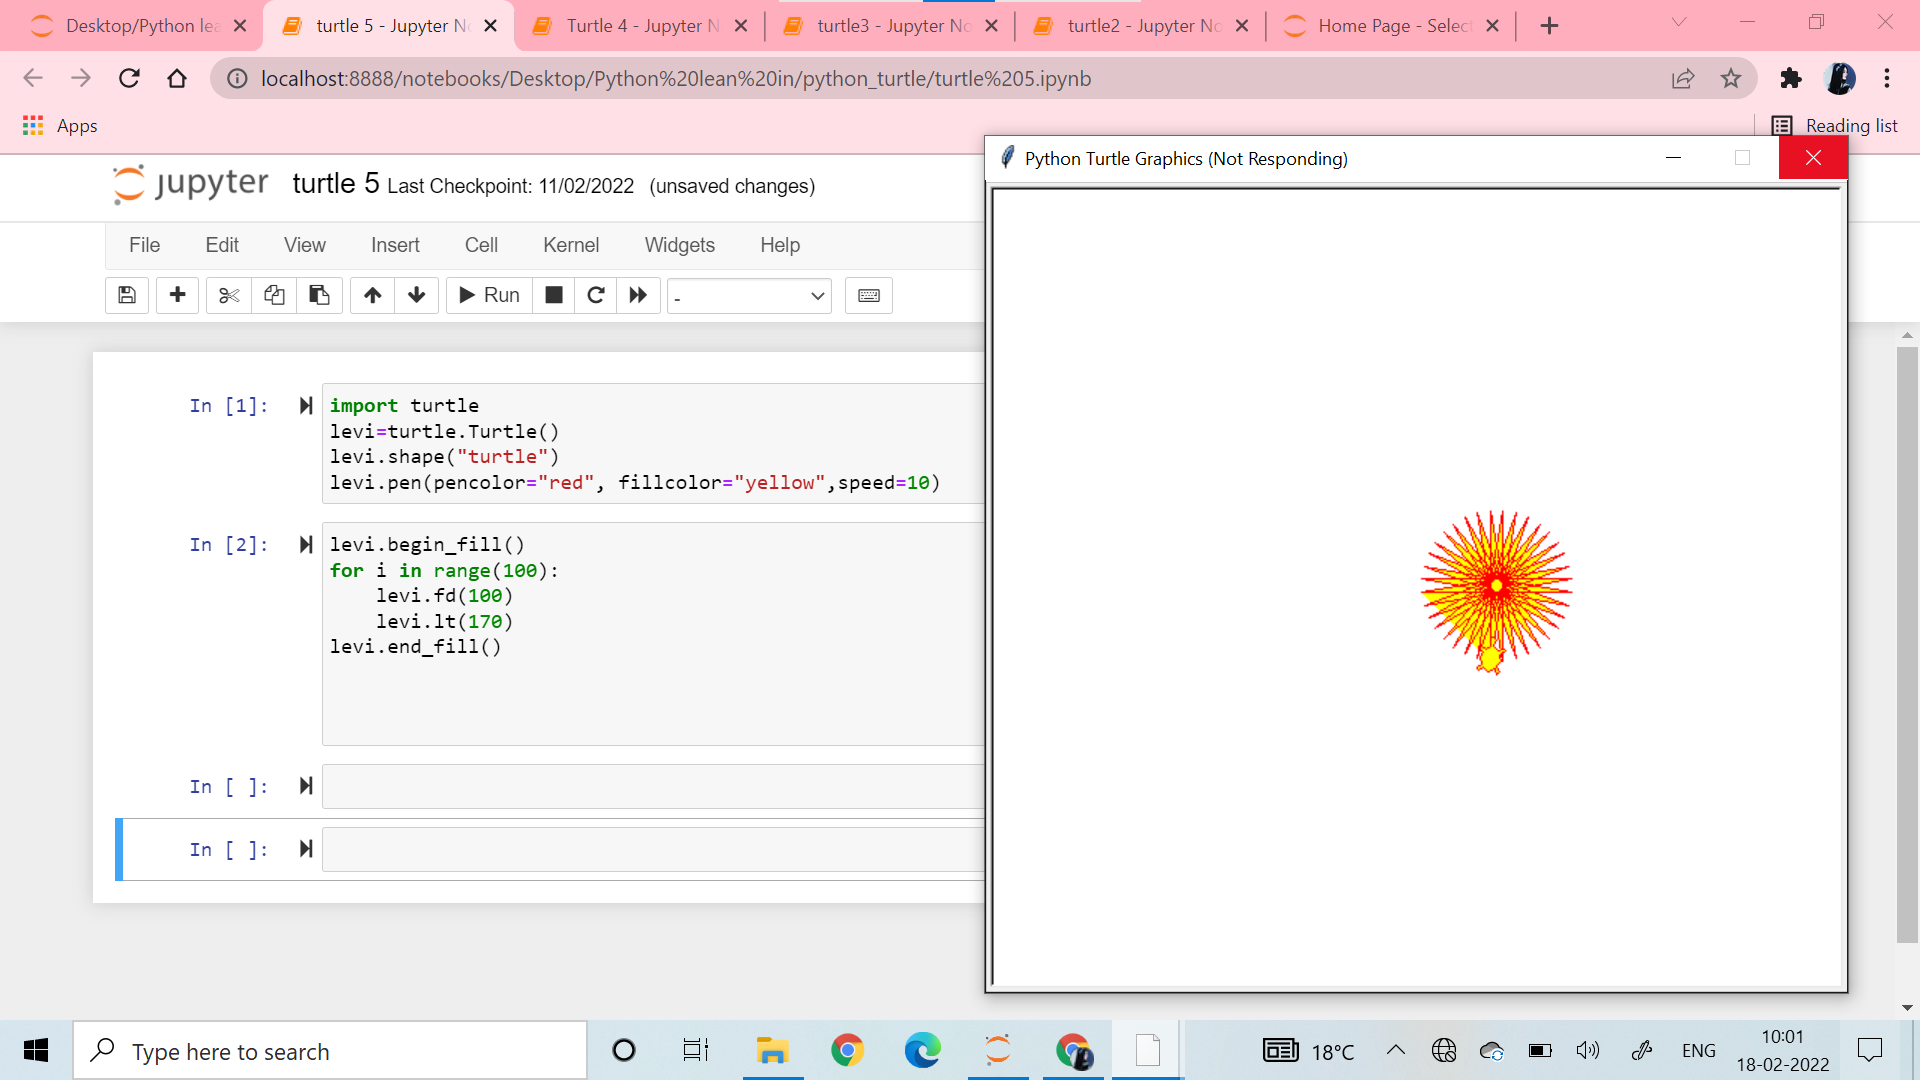 Desktop/Python lea
turtle 5 - Jupyter No
Turtle 4 - Jupyter N
turtle3 - Jupyter No
turtle2 - Jupyter No
Home Page - Select
localhost:8888/notebooks/Desktop/Python%20lean%20in/python_turtle/turtle%205.ipynb
Apps
Reading list
Python Turtle Graphics (Not Responding)
jupyter turtle 5 Last Checkpoint: 11/02/2022 (unsaved changes)
File Edit View Insert Cell Kernel Widgets Help
Run -
In [1]:
import turtle
levi=turtle.Turtle()
levi.shape("turtle")
levi.pen(pencolor="red", fillcolor="yellow",speed=10)
In [2]:
levi.begin_fill()
for i in range(100):
    levi.fd(100)
    levi.lt(170)
levi.end_fill()
In [ ]:
In [ ]:
Type here to search
18°C
ENG
10:01
18-02-2022